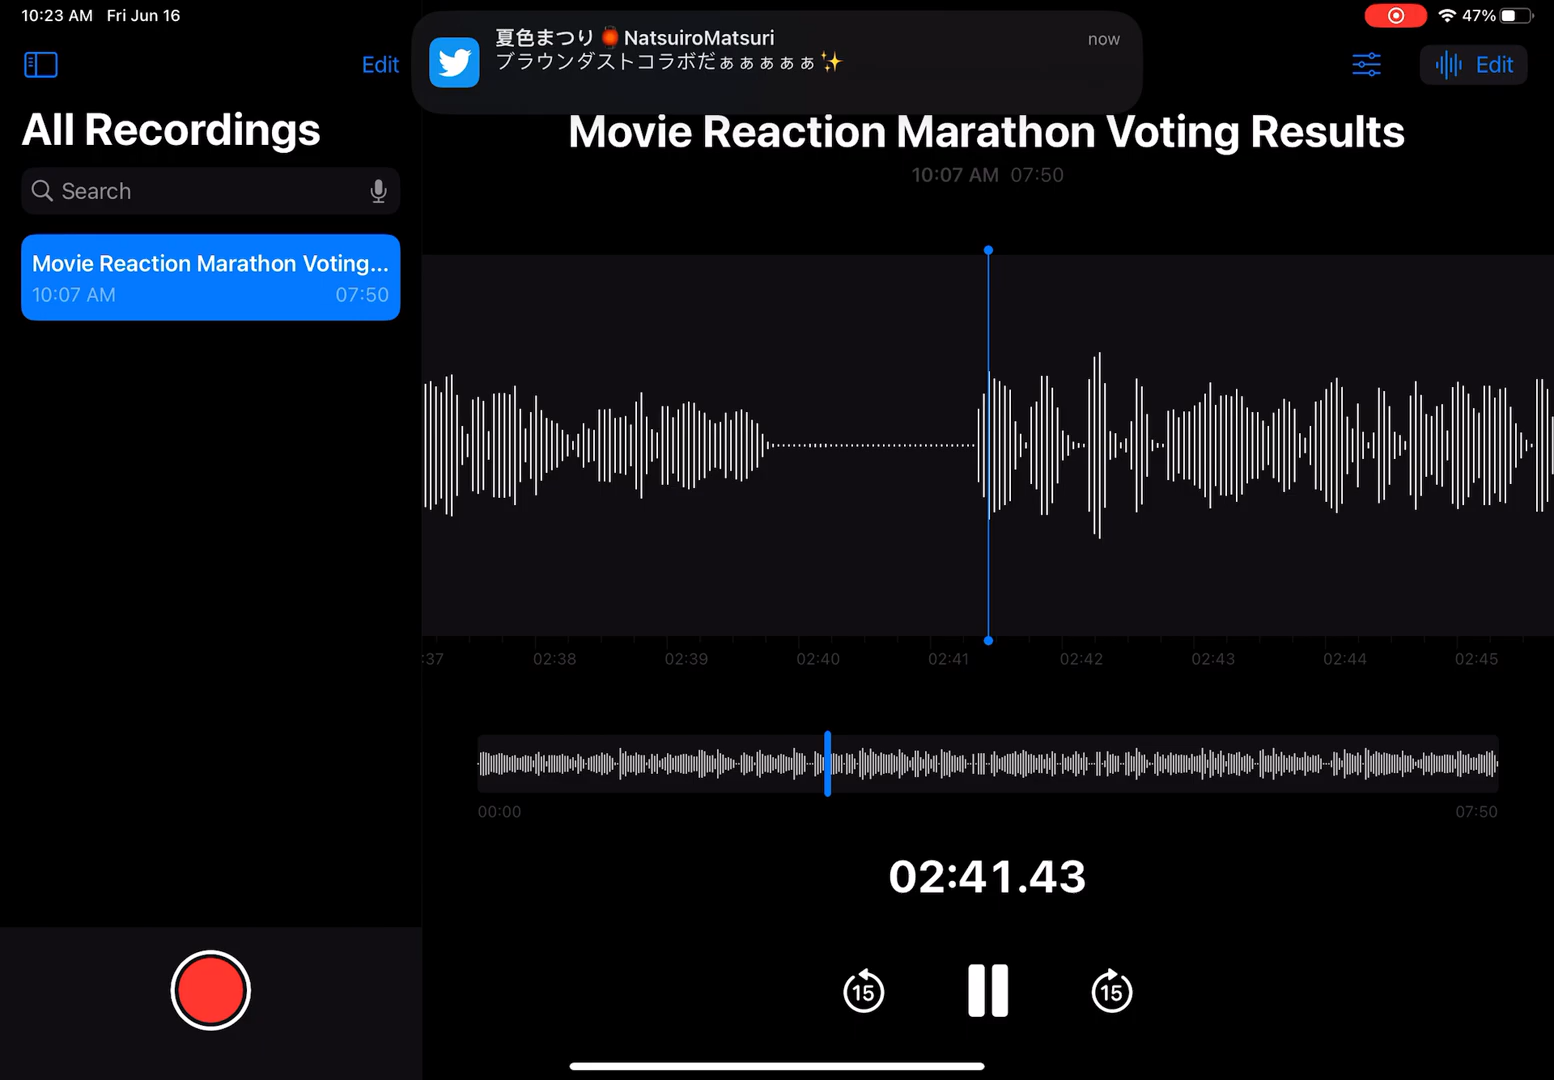 10:23 AM Fri Jun 16
47%
夏色まつり🏮NatsuiroMatsuri
now
ブラウンダストコラボだぁぁぁぁぁ✨
Edit
Edit
All Recordings
Search
Movie Reaction Marathon Voting...
10:07 AM 07:50
Movie Reaction Marathon Voting Results
10:07 AM 07:50
:37 02:38 02:39 02:40 02:41 02:42 02:43 02:44 02:45
00:00 07:50
02:41.43
15 15